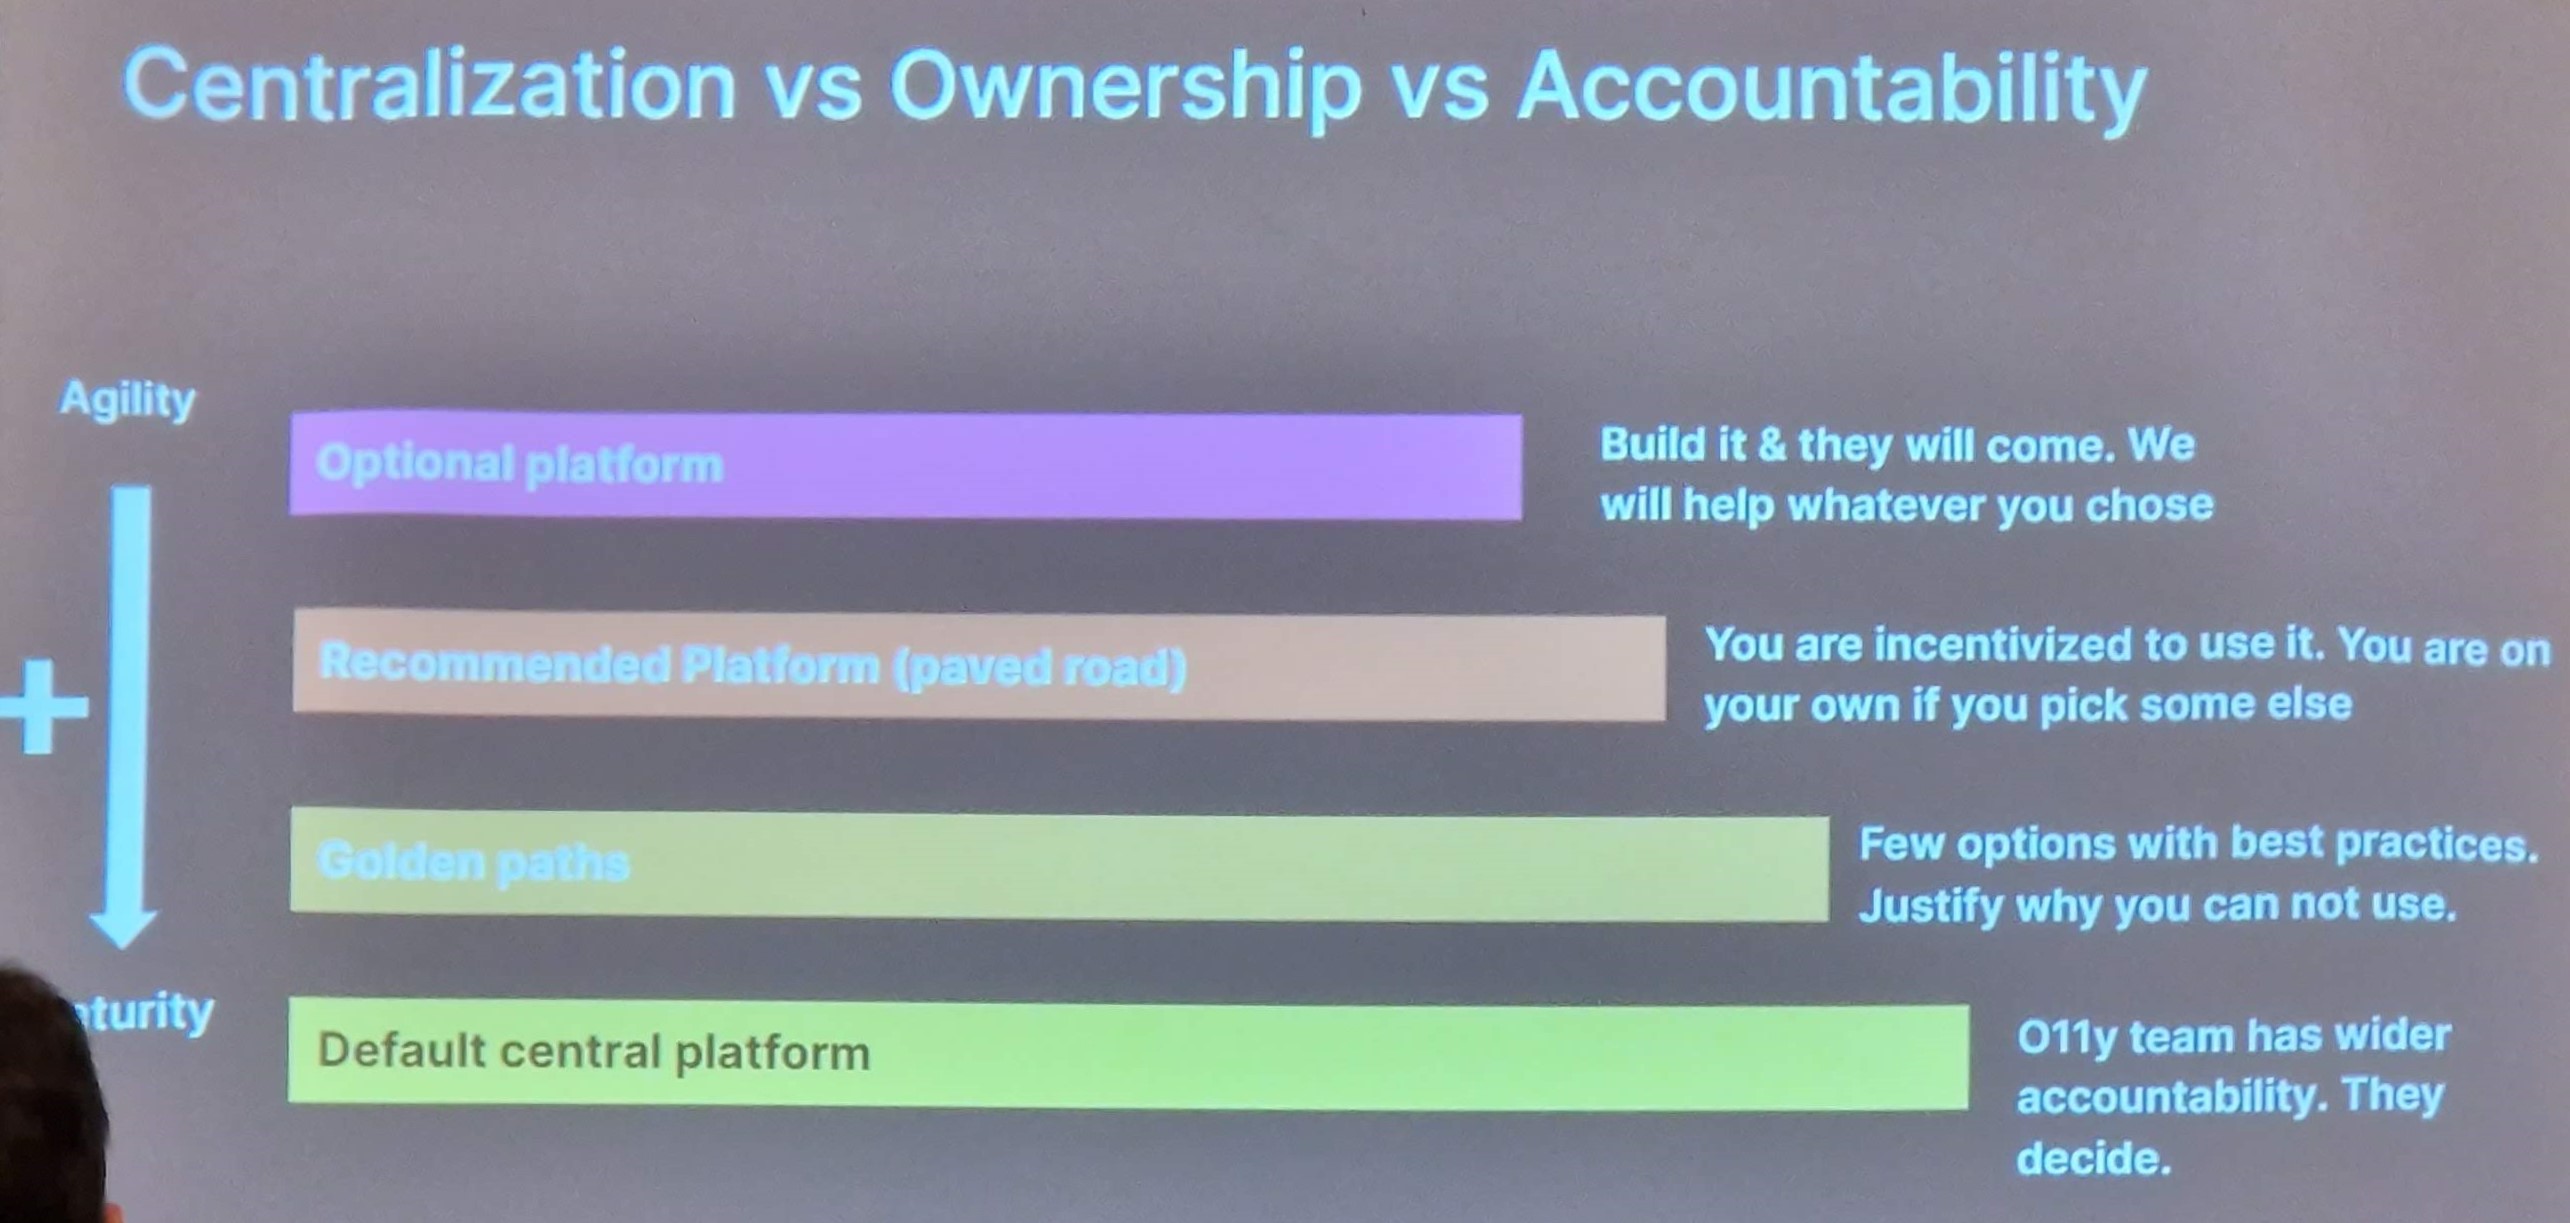 Centralization vs Ownership vs Accountability
Agility
Optional platform
Build it & they will come. We
will help whatever you chose
+
Recommended Platform (paved road)
You are incentivized to use it. You are on
your own if you pick some else
Golden paths
Few options with best practices.
Justify why you can not use.
Default central platform
O11y team has wider
accountability. They
decide.